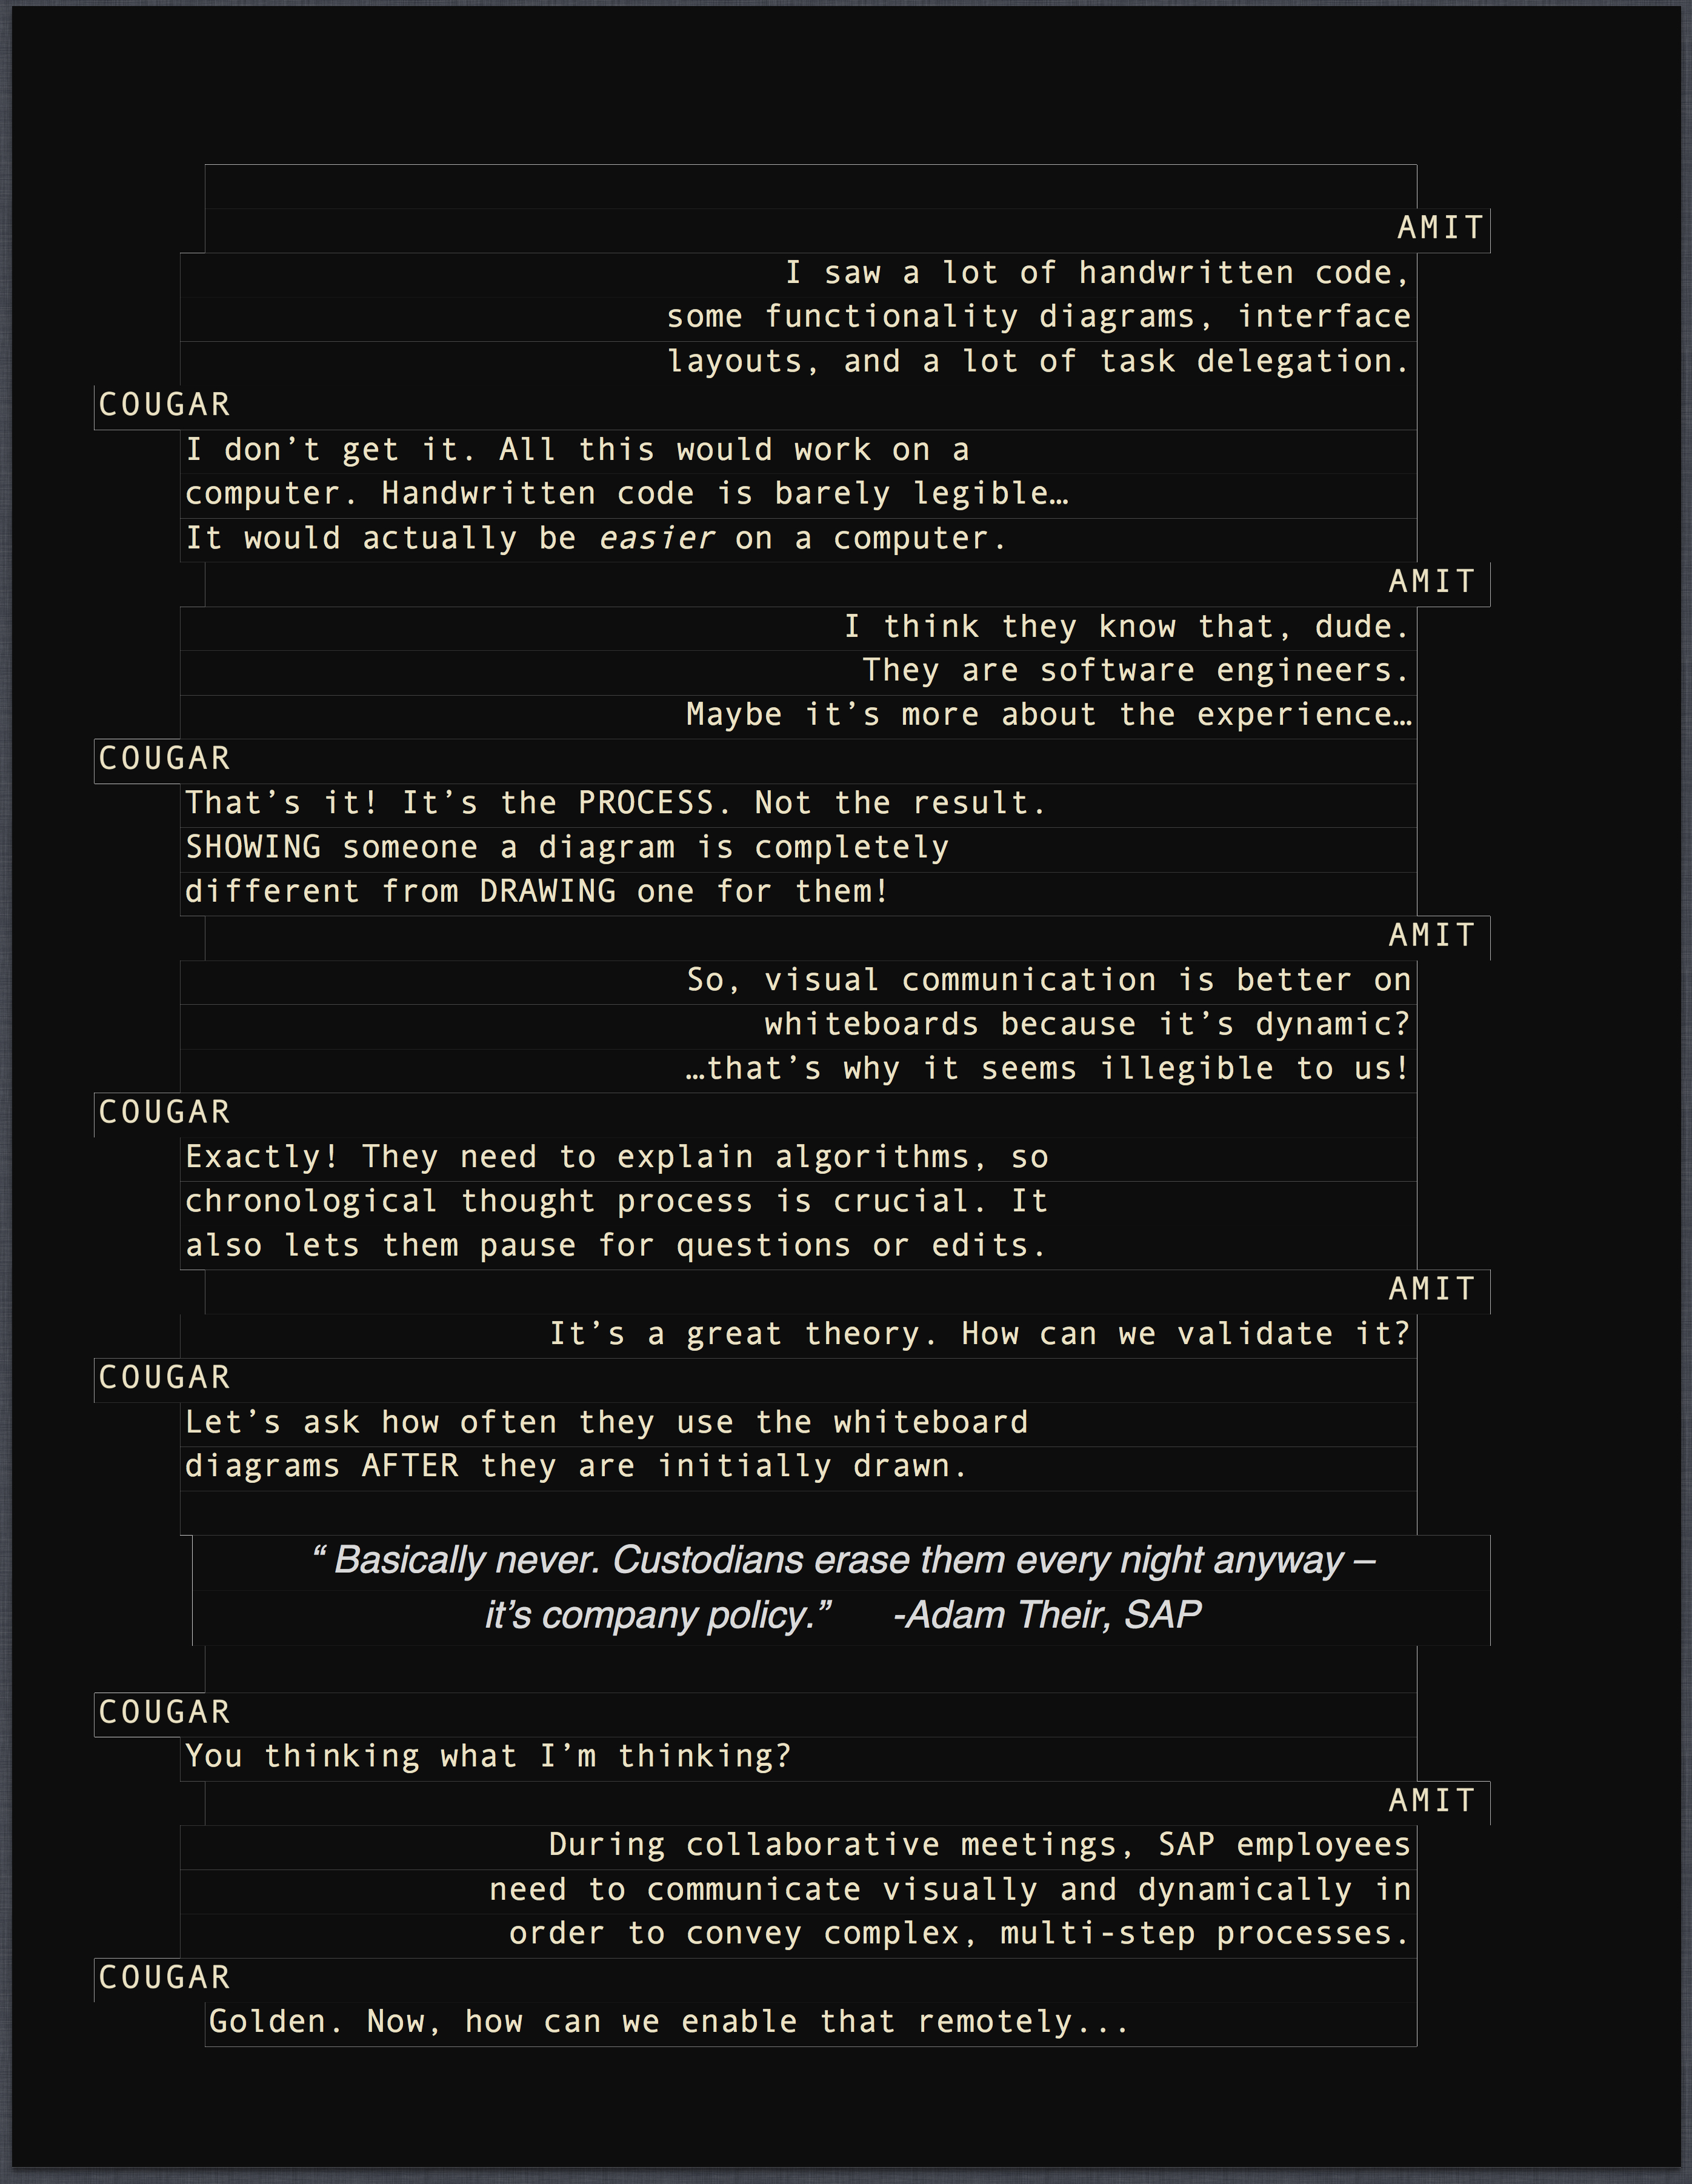 AMIT
I saw a lot of handwritten code,
some functionality diagrams, interface
layouts, and a lot of task delegation.
COUGAR
I don’t get it. All this would work on a
computer. Handwritten code is barely legible…
It would actually be easier on a computer.
AMIT
I think they know that, dude.
They are software engineers.
Maybe it’s more about the experience…
COUGAR
That’s it! It’s the PROCESS. Not the result.
SHOWING someone a diagram is completely
different from DRAWING one for them!
AMIT
So, visual communication is better on
whiteboards because it’s dynamic?
…that’s why it seems illegible to us!
COUGAR
Exactly! They need to explain algorithms, so
chronological thought process is crucial. It
also lets them pause for questions or edits.
AMIT
It’s a great theory. How can we validate it?
COUGAR
Let’s ask how often they use the whiteboard
diagrams AFTER they are initially drawn.
“ Basically never. Custodians erase them every night anyway –
it’s company policy.” -Adam Their, SAP
COUGAR
You thinking what I’m thinking?
AMIT
During collaborative meetings, SAP employees
need to communicate visually and dynamically in
order to convey complex, multi-step processes.
COUGAR
Golden. Now, how can we enable that remotely...